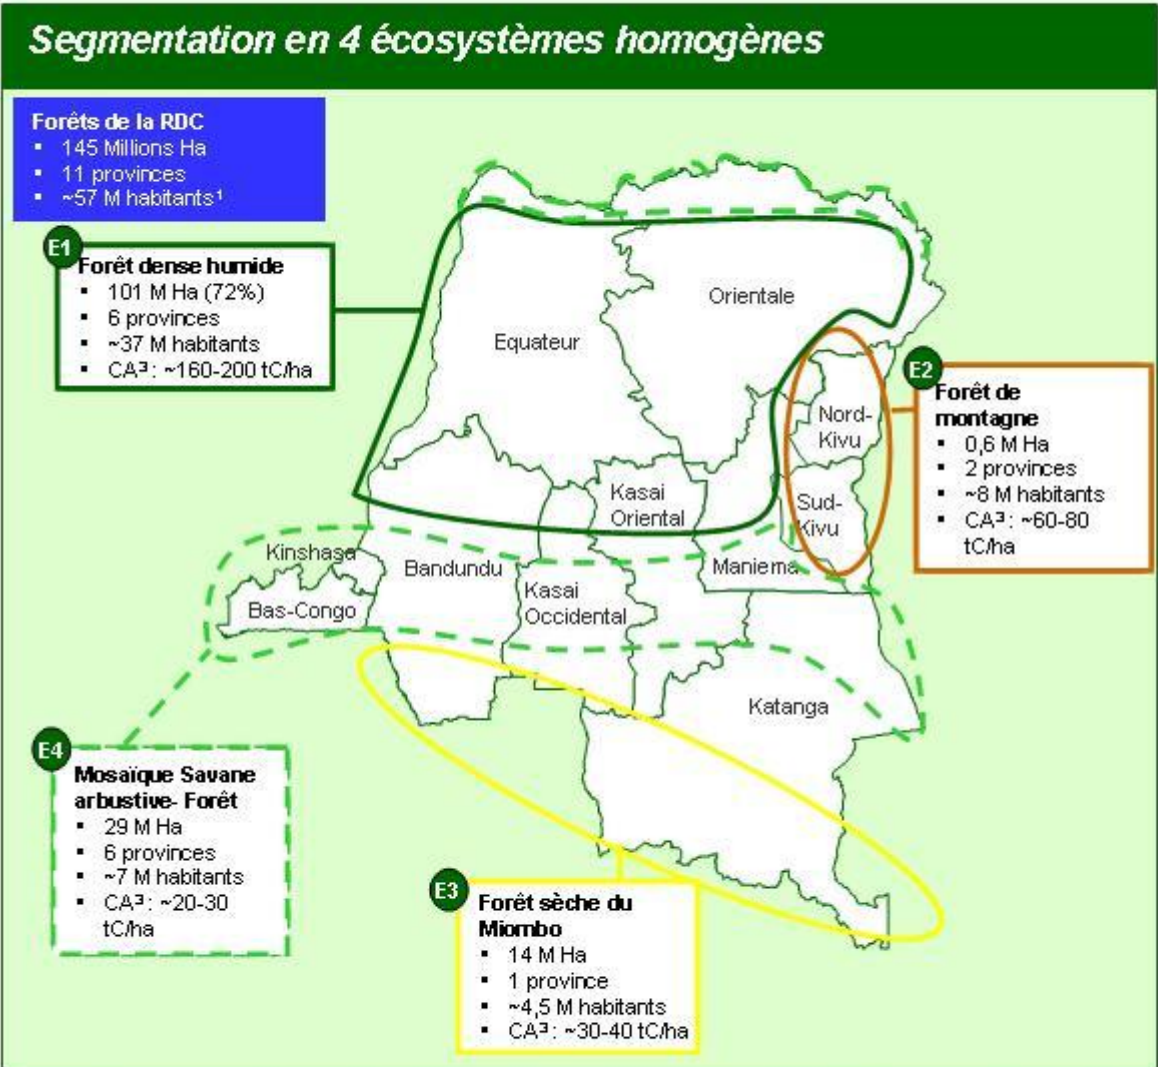 Segmentation en 4 écosystèmes homogènes
Forêts de la RDC
▪ 145 Millions Ha
▪ 11 provinces
▪ ~57 M habitants¹
E1
Forêt dense humide
▪ 101 M Ha (72%)
▪ 6 provinces
▪ ~37 M habitants
▪ CA³ : ~160-200 tC/ha
Orientale
Equateur
E2
Forêt de
montagne
▪ 0,6 M Ha
▪ 2 provinces
▪ ~8 M habitants
▪ CA³ : ~60-80
tC/ha
Nord-
Kivu
Kasai
Oriental
Sud-
Kivu
Kinshasa
Bandundu
Maniema
Kasai
Occidental
Bas-Congo
Katanga
E4
Mosaïque Savane
arbustive- Forêt
▪ 29 M Ha
▪ 6 provinces
▪ ~7 M habitants
▪ CA³ : ~20-30
tC/ha
E3
Forêt sèche du
Miombo
▪ 14 M Ha
▪ 1 province
▪ ~4,5 M habitants
▪ CA³ : ~30-40 tC/ha